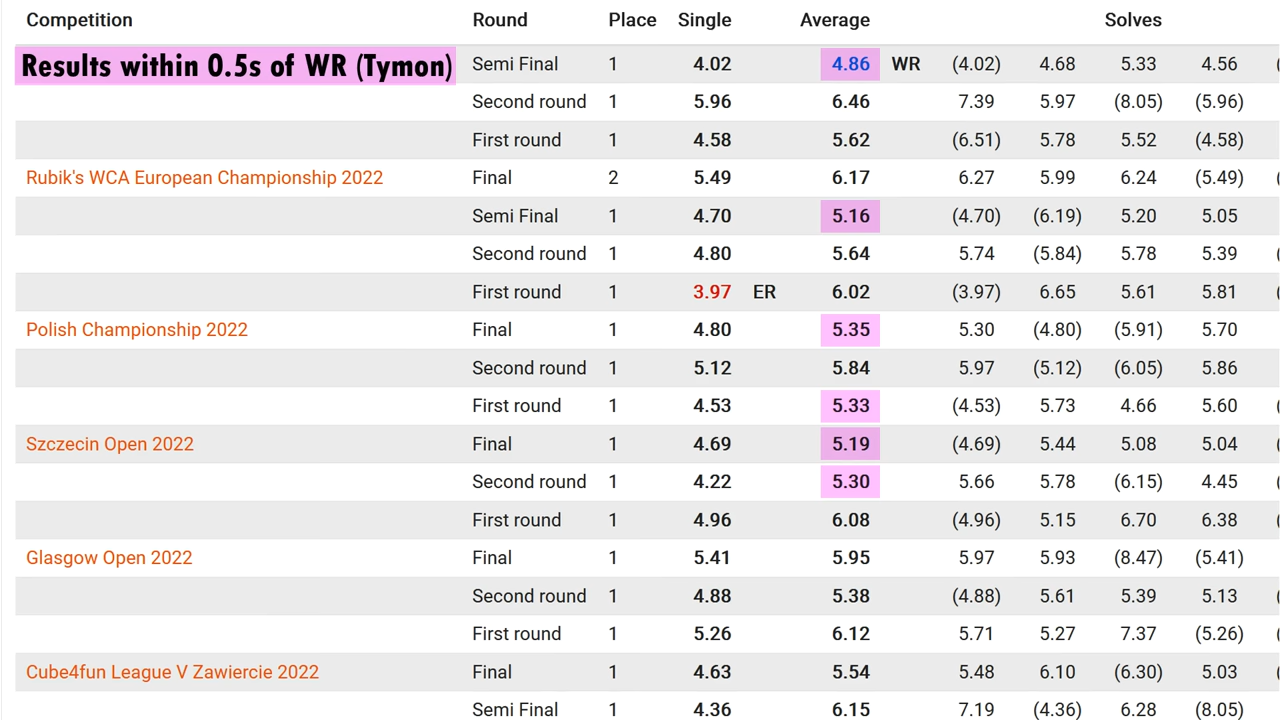 Competition Round Place Single Average Solves
Results within 0.5s of WR (Tymon) Semi Final 1 4.02 4.86 WR (4.02) 4.68 5.33 4.56 (
Second round 1 5.96 6.46 7.39 5.97 (8.05) (5.96)
First round 1 4.58 5.62 (6.51) 5.78 5.52 (4.58)
Rubik's WCA European Championship 2022 Final 2 5.49 6.17 6.27 5.99 6.24 (5.49) (
Semi Final 1 4.70 5.16 (4.70) (6.19) 5.20 5.05
Second round 1 4.80 5.64 5.74 (5.84) 5.78 5.39 (
First round 1 3.97 ER 6.02 (3.97) 6.65 5.61 5.81 (
Polish Championship 2022 Final 1 4.80 5.35 5.30 (4.80) (5.91) 5.70
Second round 1 5.12 5.84 5.97 (5.12) (6.05) 5.86
First round 1 4.53 5.33 (4.53) 5.73 4.66 5.60 (
Szczecin Open 2022 Final 1 4.69 5.19 (4.69) 5.44 5.08 5.04 (
Second round 1 4.22 5.30 5.66 5.78 (6.15) 4.45 (
First round 1 4.96 6.08 (4.96) 5.15 6.70 6.38 (
Glasgow Open 2022 Final 1 5.41 5.95 5.97 5.93 (8.47) (5.41)
Second round 1 4.88 5.38 (4.88) 5.61 5.39 5.13 (
First round 1 5.26 6.12 5.71 5.27 7.37 (5.26) (
Cube4fun League V Zawiercie 2022 Final 1 4.63 5.54 5.48 6.10 (6.30) 5.03 (
Semi Final 1 4.36 6.15 7.19 (4.36) 6.28 (8.05)